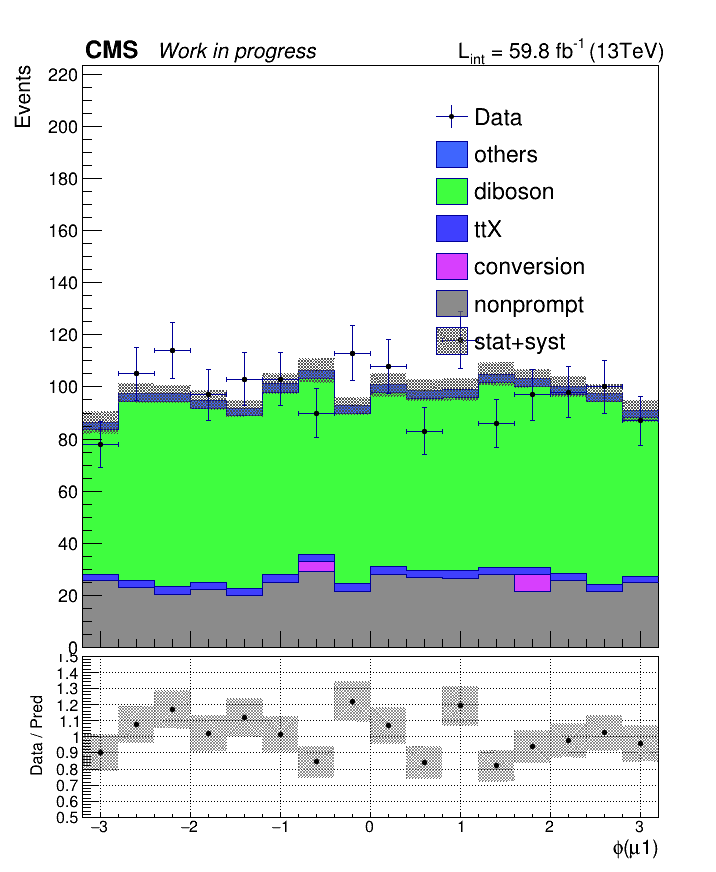 CMS Work in progress L_int = 59.8 fb^-1 (13TeV)
Events
220
200
180
160
140
120
100
80
60
40
20
0
Data
others
diboson
ttX
conversion
nonprompt
stat+syst
Data / Pred
1.5
1.4
1.3
1.2
1.1
1
0.9
0.8
0.7
0.6
0.5
−3 −2 −1 0 1 2 3
ϕ(μ1)